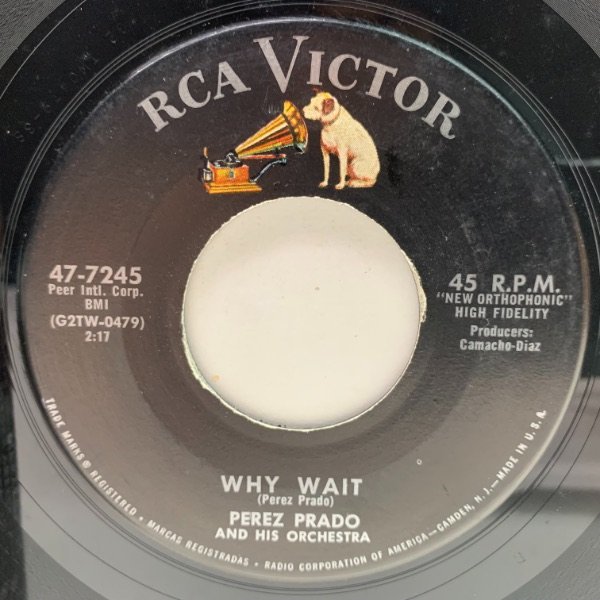 RCA VICTOR
47-7245
Peer Intl. Corp.
BMI
(G2TW-0479)
2:17
45 R.P.M.
"NEW ORTHOPHONIC"
HIGH FIDELITY
Producers:
Camacho-Diaz
WHY WAIT
(Perez Prado)
PEREZ PRADO
AND HIS ORCHESTRA
TRADE MARKS ® REGISTERED • MARCAS REGISTRADAS • RADIO CORPORATION OF AMERICA—CAMDEN, N. J.—MADE IN U.S.A.